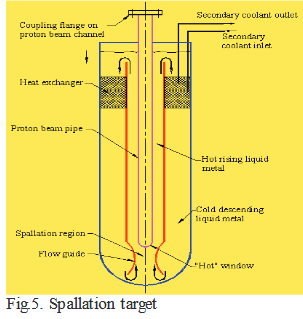 Coupling flange on
proton beam channel
Secondary coolant outlet
Secondary
coolant inlet
Heat exchanger
Proton beam pipe
Hot rising liquid
metal
Cold descending
liquid metal
Spallation region
Flow guide
"Hot" window
Fig.5. Spallation target